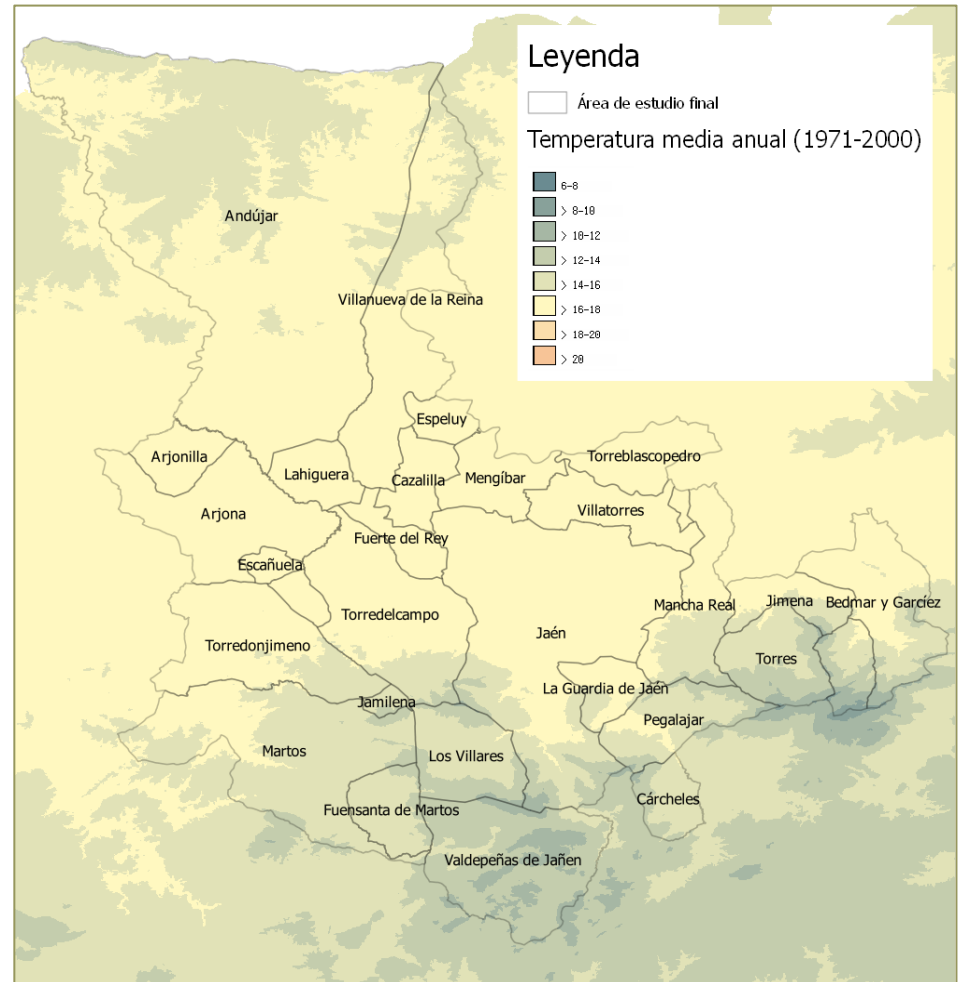 Leyenda
Área de estudio final
Temperatura media anual (1971-2000)
6-8
> 8-10
> 10-12
> 12-14
> 14-16
> 16-18
> 18-20
> 20
Andújar
Villanueva de la Reina
Espeluy
Arjonilla
Lahiguera
Cazalilla
Mengíbar
Torreblascopedro
Arjona
Villatorres
Fuerte del Rey
Escañuela
Torredelcampo
Mancha Real
Jimena
Bedmar y Garcíez
Jaén
Torredonjimeno
Torres
La Guardia de Jaén
Jamilena
Pegalajar
Martos
Los Villares
Cárcheles
Fuensanta de Martos
Valdepeñas de Jañen